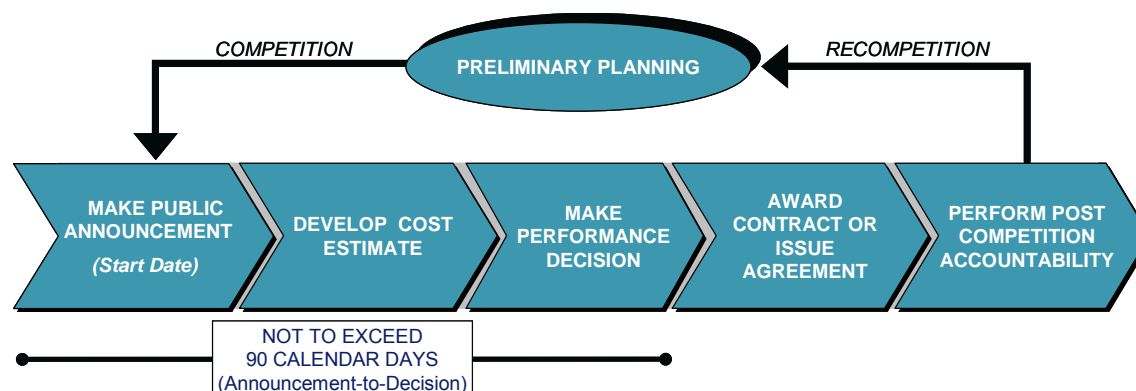 COMPETITION
PRELIMINARY PLANNING
RECOMPETITION
MAKE PUBLIC
ANNOUNCEMENT
(Start Date)
DEVELOP COST
ESTIMATE
MAKE
PERFORMANCE
DECISION
AWARD
CONTRACT OR
ISSUE
AGREEMENT
PERFORM POST
COMPETITION
ACCOUNTABILITY
NOT TO EXCEED
90 CALENDAR DAYS
(Announcement-to-Decision)